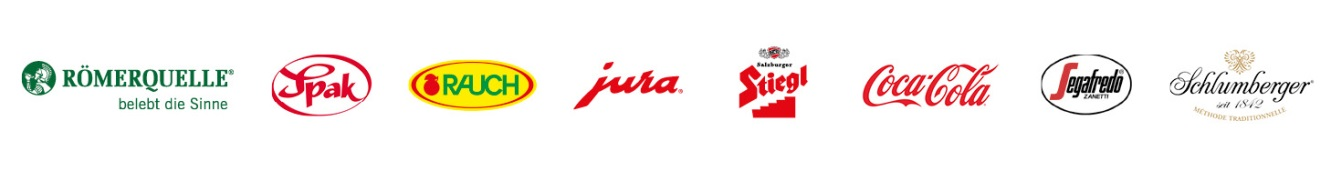 RÖMERQUELLE®
belebt die Sinne
Spak
RAUCH
jura®
Salzburger
Stiegl
Coca-Cola
Segafredo®
ZANETTI
Schlumberger®
seit 1842
MÉTHODE TRADITIONNELLE